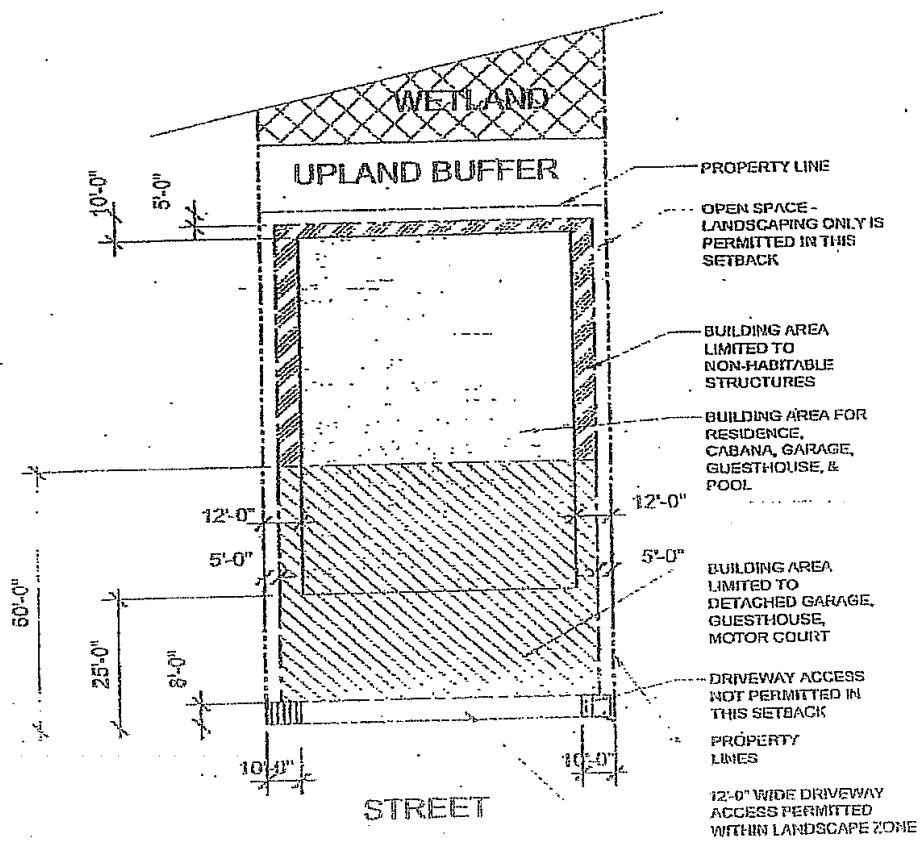 WETLAND
UPLAND BUFFER
10'-0"
5'-0"
PROPERTY LINE
OPEN SPACE-
LANDSCAPING ONLY IS
PERMITTED IN THIS
SETBACK
BUILDING AREA
LIMITED TO
NON-HABITABLE
STRUCTURES
BUILDING AREA FOR
RESIDENCE,
CABANA, GARAGE,
GUESTHOUSE, &
POOL
12'-0"
12'-0"
5'-0"
5'-0"
60'-0"
25'-0"
8'-0"
BUILDING AREA
LIMITED TO
DETACHED GARAGE,
GUESTHOUSE,
MOTOR COURT
DRIVEWAY ACCESS
NOT PERMITTED IN
THIS SETBACK
PROPERTY
LINES
10'-0"
10'-0"
STREET
12'-0" WIDE DRIVEWAY
ACCESS PERMITTED
WITHIN LANDSCAPE ZONE